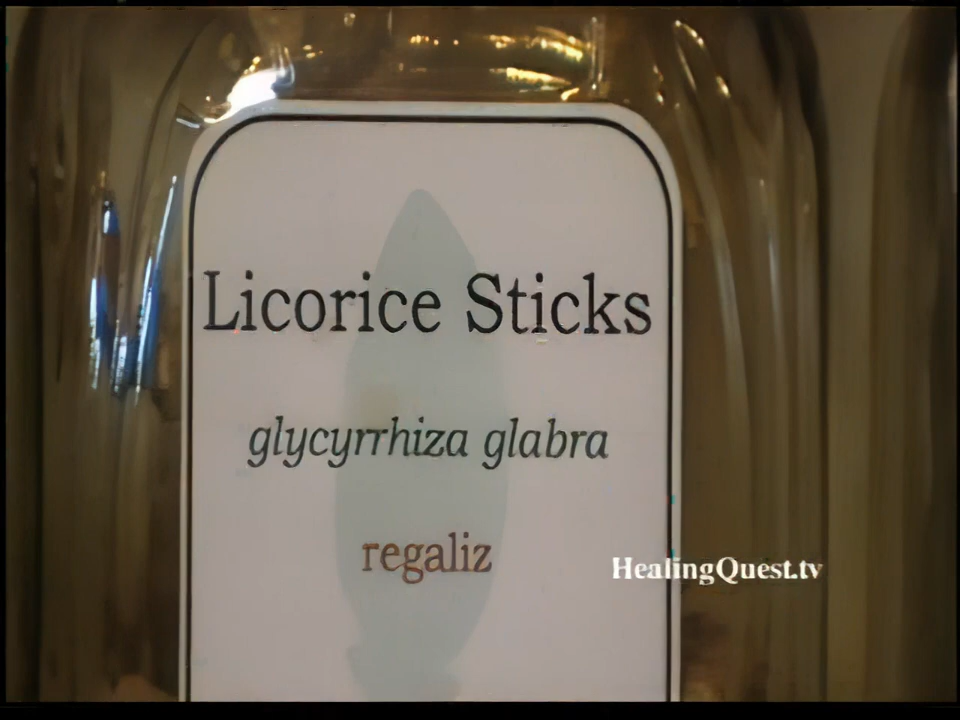 Licorice Sticks
glycyrrhiza glabra
regaliz
HealingQuest.tv